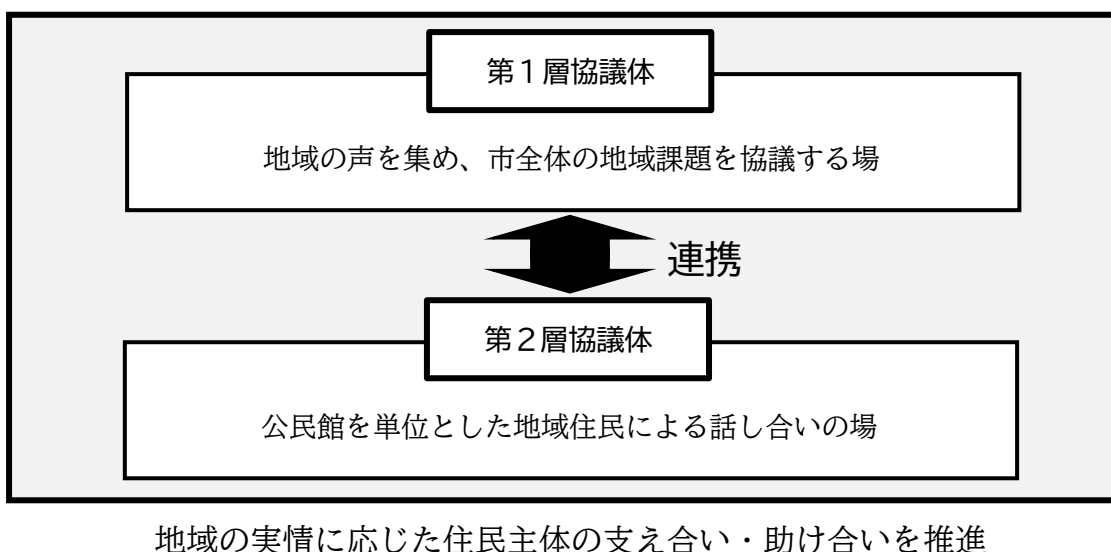 第１層協議体
地域の声を集め、市全体の地域課題を協議する場
連携
第２層協議体
公民館を単位とした地域住民による話し合いの場
地域の実情に応じた住民主体の支え合い・助け合いを推進